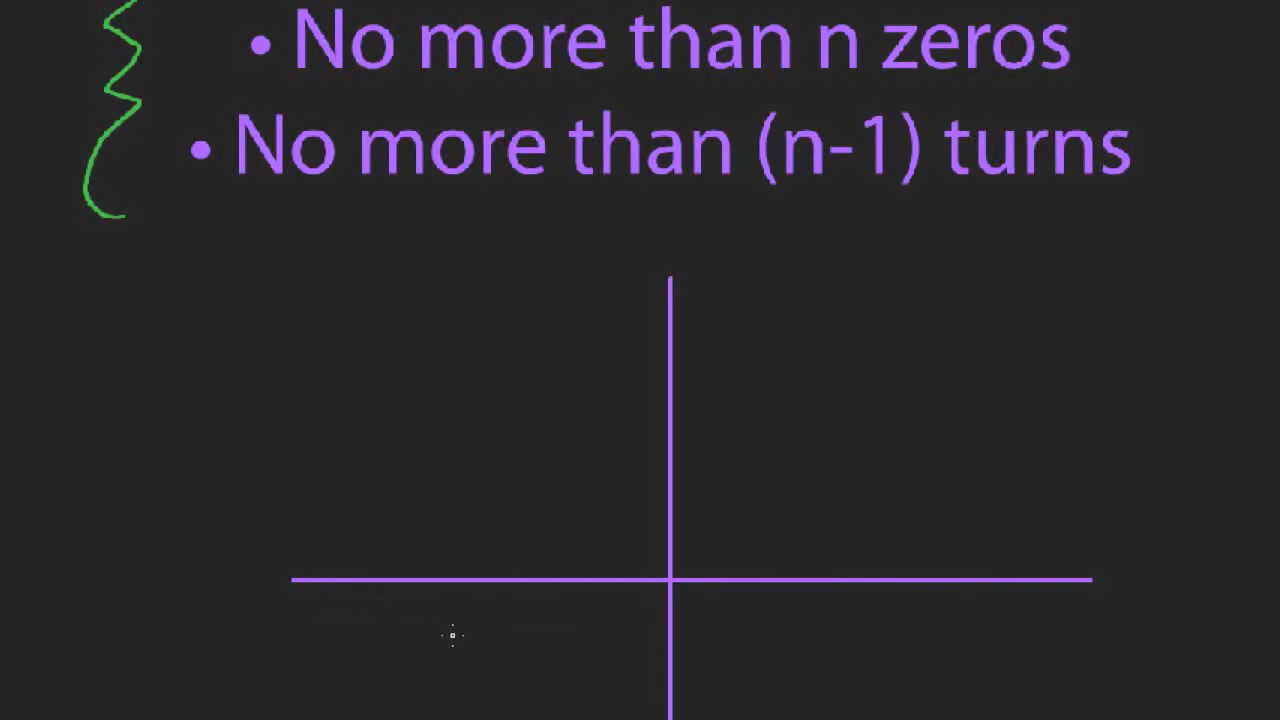 • No more than n zeros
• No more than (n-1) turns